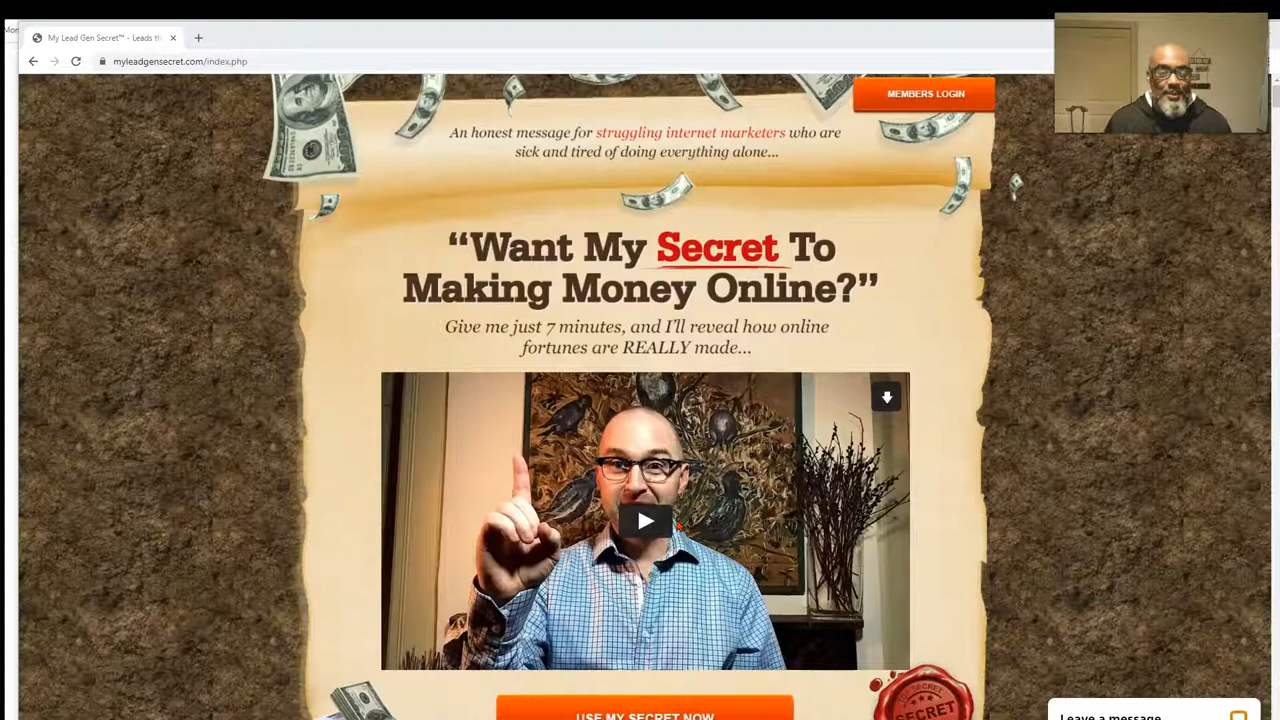 My Lead Gen Secret™ - Leads th
myleadgensecret.com/index.php
MEMBERS LOGIN
An honest message for struggling internet marketers who are
sick and tired of doing everything alone...
“Want My Secret To
Making Money Online?”
Give me just 7 minutes, and I'll reveal how online
fortunes are REALLY made...
USE MY SECRET NOW
SECRET
Leave a message